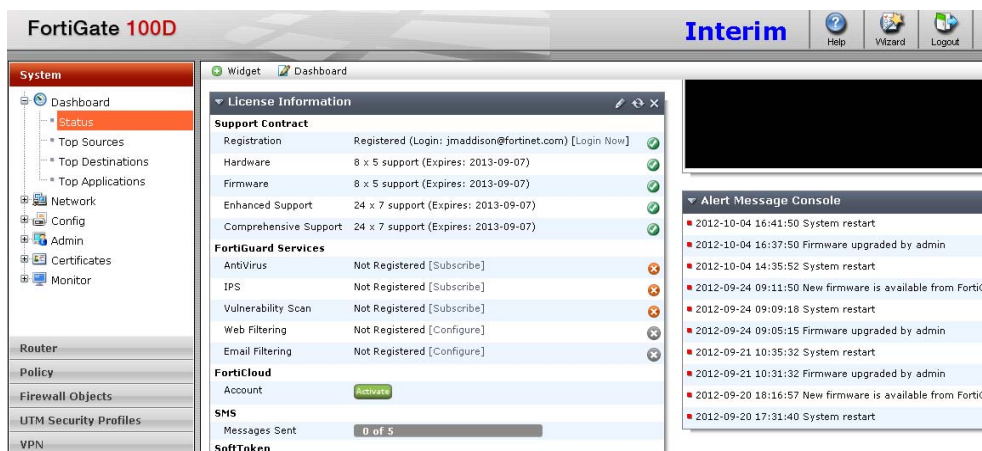 FortiGate 100D
Interim
Help
Wizard
Logout
System
Dashboard
Status
Top Sources
Top Destinations
Top Applications
Network
Config
Admin
Certificates
Monitor
Router
Policy
Firewall Objects
UTM Security Profiles
VPN
Widget Dashboard
License Information
Support Contract
Registration Registered (Login: jmaddison@fortinet.com) [Login Now]
Hardware 8 x 5 support (Expires: 2013-09-07)
Firmware 8 x 5 support (Expires: 2013-09-07)
Enhanced Support 24 x 7 support (Expires: 2013-09-07)
Comprehensive Support 24 x 7 support (Expires: 2013-09-07)
FortiGuard Services
AntiVirus Not Registered [Subscribe]
IPS Not Registered [Subscribe]
Vulnerability Scan Not Registered [Subscribe]
Web Filtering Not Registered [Configure]
Email Filtering Not Registered [Configure]
FortiCloud
Account Activate
SMS
Messages Sent 0 of 5
SoftToken
Alert Message Console
2012-10-04 16:41:50 System restart
2012-10-04 16:37:50 Firmware upgraded by admin
2012-10-04 14:35:52 System restart
2012-09-24 09:11:50 New firmware is available from Forti
2012-09-24 09:09:18 System restart
2012-09-24 09:05:15 Firmware upgraded by admin
2012-09-21 10:35:32 System restart
2012-09-21 10:31:32 Firmware upgraded by admin
2012-09-20 18:16:57 New firmware is available from Forti
2012-09-20 17:31:40 System restart